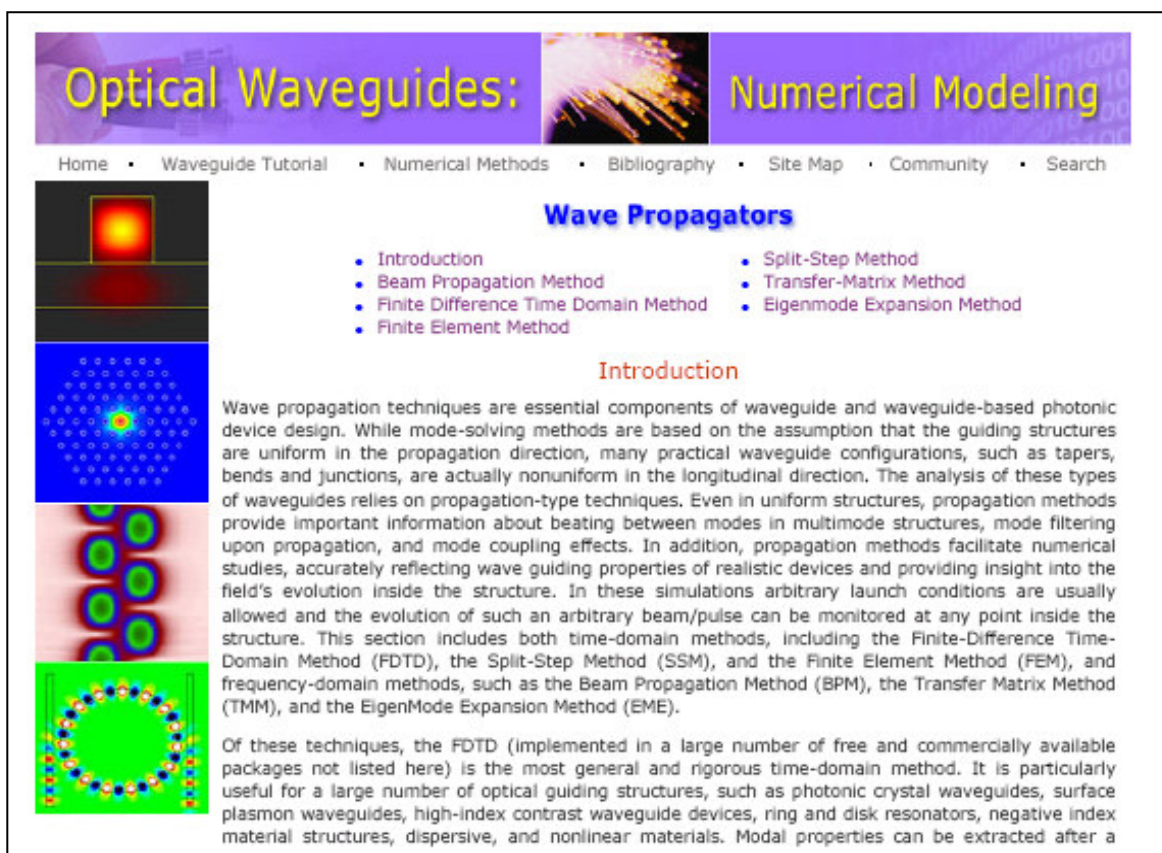 Optical Waveguides: Numerical Modeling
Home · Waveguide Tutorial · Numerical Methods · Bibliography · Site Map · Community · Search
Wave Propagators
• Introduction
• Beam Propagation Method
• Finite Difference Time Domain Method
• Finite Element Method
• Split-Step Method
• Transfer-Matrix Method
• Eigenmode Expansion Method
Introduction
Wave propagation techniques are essential components of waveguide and waveguide-based photonic
device design. While mode-solving methods are based on the assumption that the guiding structures
are uniform in the propagation direction, many practical waveguide configurations, such as tapers,
bends and junctions, are actually nonuniform in the longitudinal direction. The analysis of these types
of waveguides relies on propagation-type techniques. Even in uniform structures, propagation methods
provide important information about beating between modes in multimode structures, mode filtering
upon propagation, and mode coupling effects. In addition, propagation methods facilitate numerical
studies, accurately reflecting wave guiding properties of realistic devices and providing insight into the
field's evolution inside the structure. In these simulations arbitrary launch conditions are usually
allowed and the evolution of such an arbitrary beam/pulse can be monitored at any point inside the
structure. This section includes both time-domain methods, including the Finite-Difference Time-
Domain Method (FDTD), the Split-Step Method (SSM), and the Finite Element Method (FEM), and
frequency-domain methods, such as the Beam Propagation Method (BPM), the Transfer Matrix Method
(TMM), and the EigenMode Expansion Method (EME).
Of these techniques, the FDTD (implemented in a large number of free and commercially available
packages not listed here) is the most general and rigorous time-domain method. It is particularly
useful for a large number of optical guiding structures, such as photonic crystal waveguides, surface
plasmon waveguides, high-index contrast waveguide devices, ring and disk resonators, negative index
material structures, dispersive, and nonlinear materials. Modal properties can be extracted after a